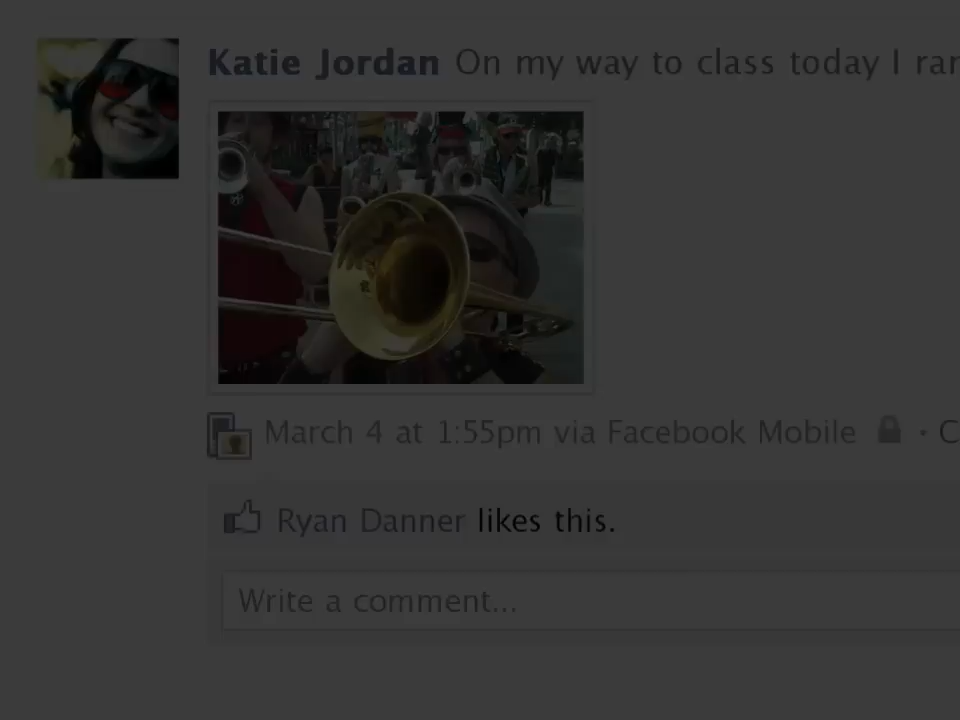 Katie Jordan On my way to class today I ran
March 4 at 1:55pm via Facebook Mobile ·
Ryan Danner likes this.
Write a comment...